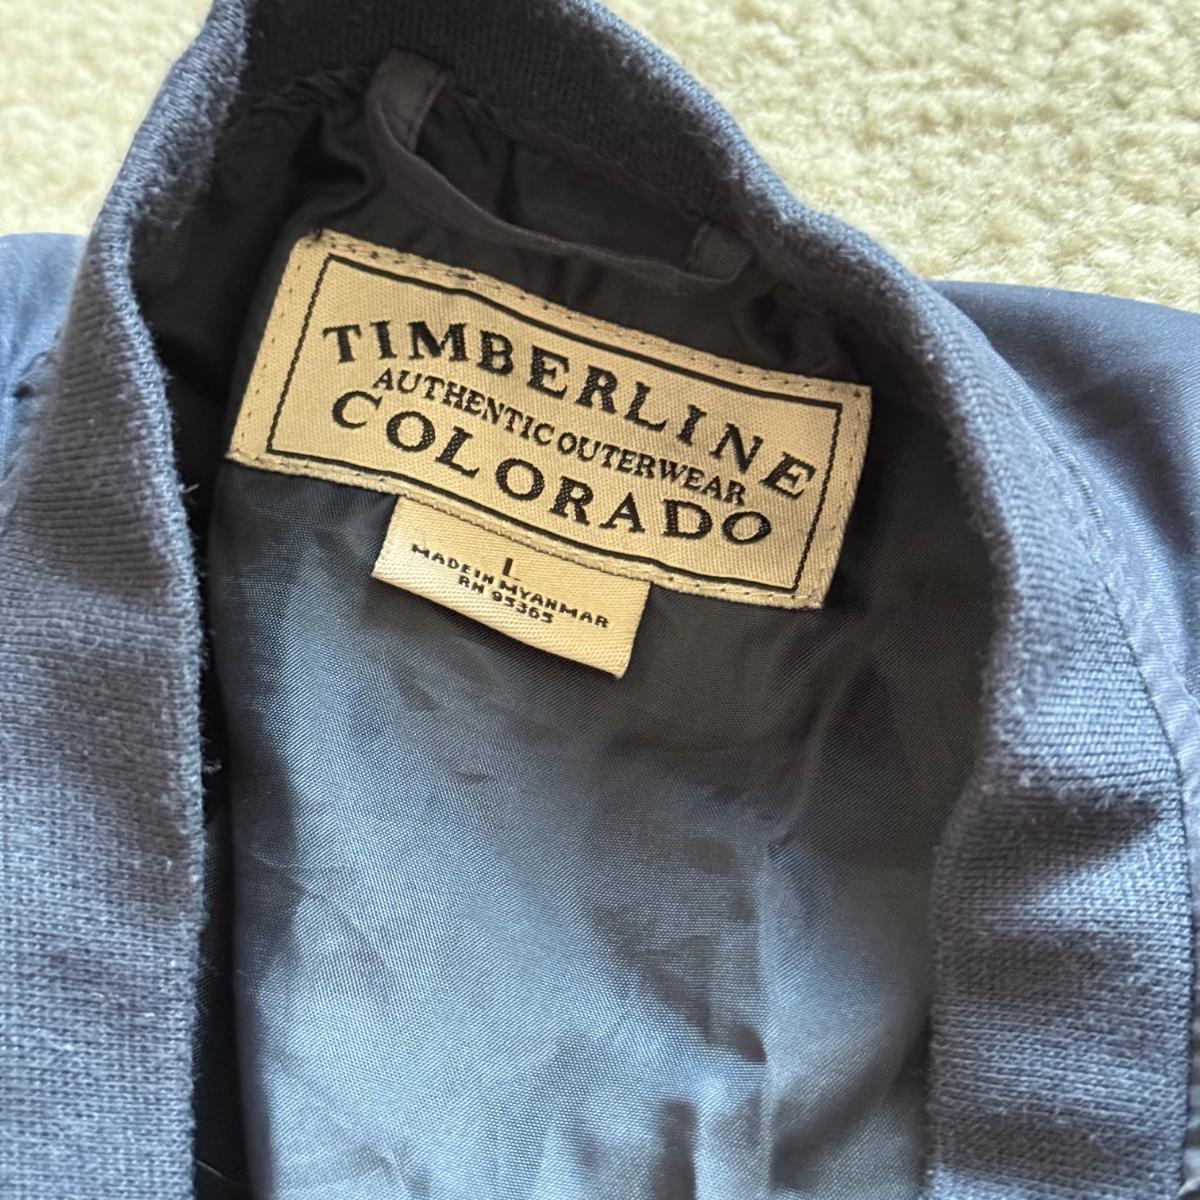 TIMBERLINE
AUTHENTIC OUTERWEAR
COLORADO
L
MADE IN MYANMAR
RN 95365